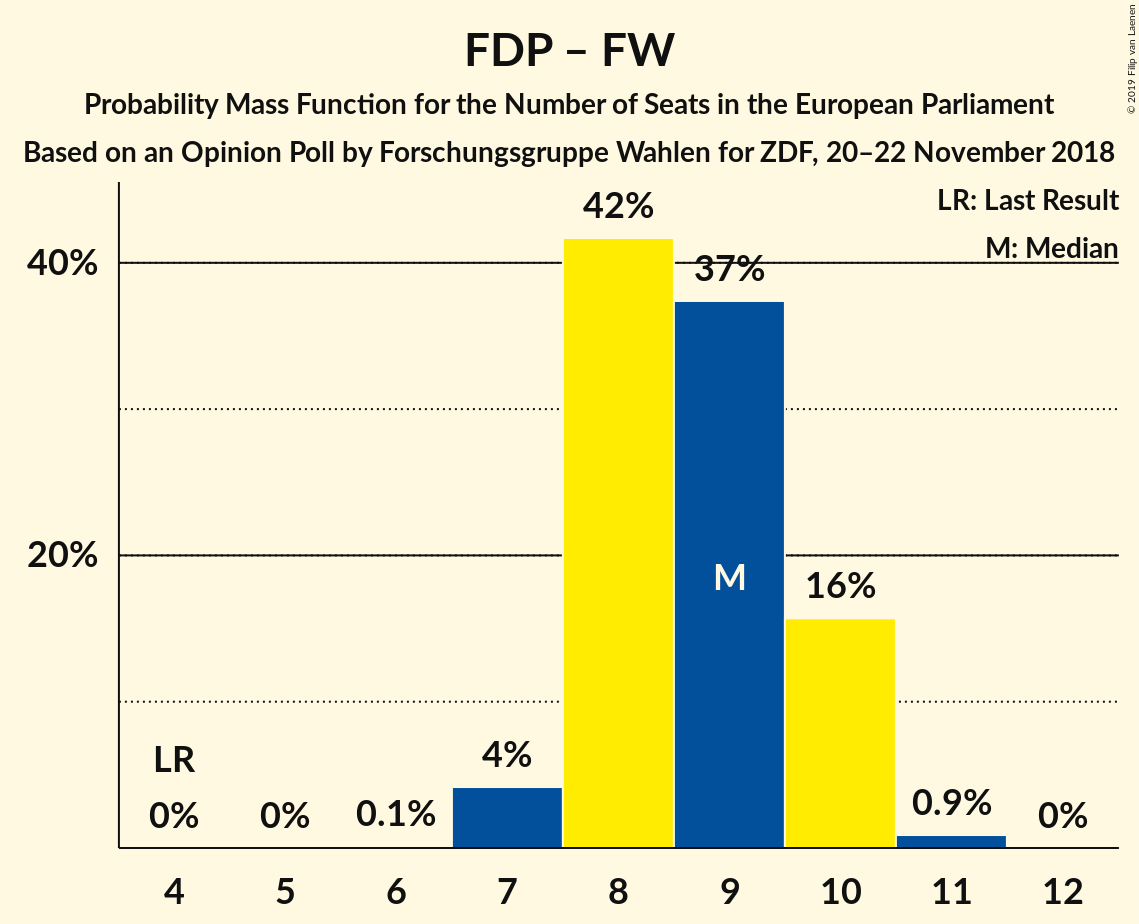 FDP – FW
Probability Mass Function for the Number of Seats in the European Parliament
Based on an Opinion Poll by Forschungsgruppe Wahlen for ZDF, 20–22 November 2018
© 2019 Filip van Laenen
LR: Last Result
M: Median
42%
40%
37%
20%
M
16%
LR
4%
0%
0%
0.1%
0.9%
0%
4 5 6 7 8 9 10 11 12